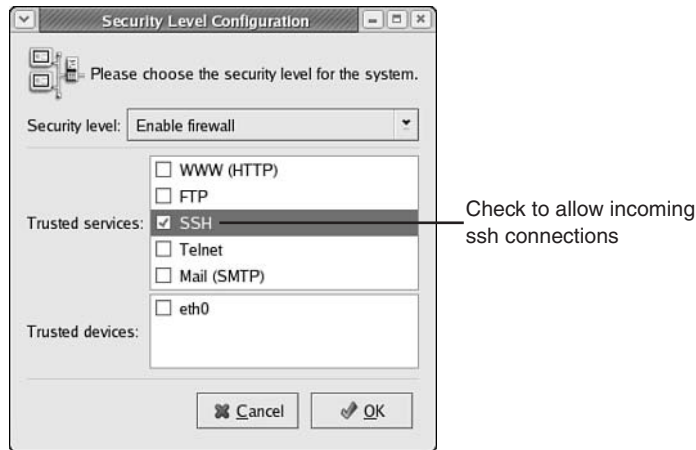 Security Level Configuration
Please choose the security level for the system.
Security level: Enable firewall
WWW (HTTP)
FTP
Trusted services: SSH
Telnet
Mail (SMTP)
Check to allow incoming
ssh connections
eth0
Trusted devices:
Cancel OK